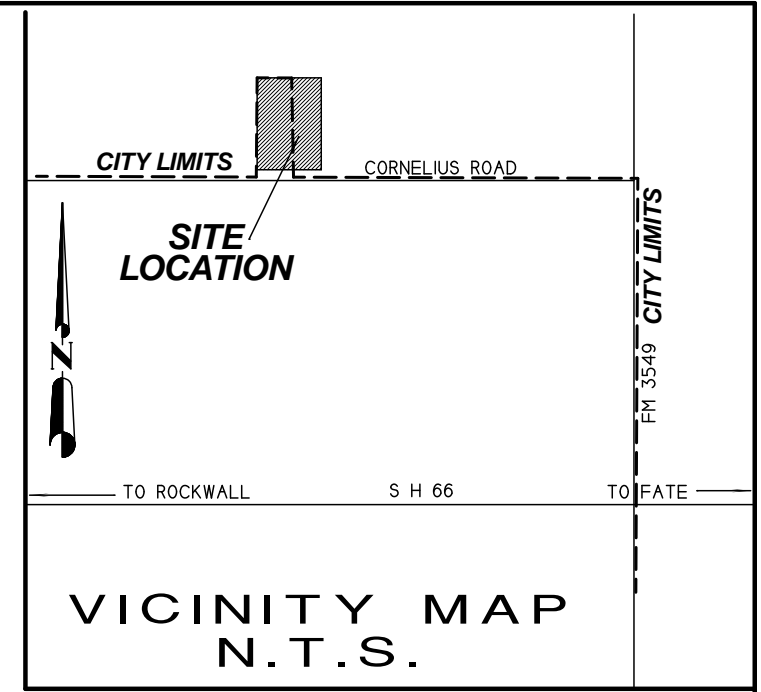 CITY LIMITS
CORNELIUS ROAD
SITE
LOCATION
CITY LIMITS
FM 3549
N
TO ROCKWALL
S H 66
TO FATE
VICINITY MAP
N.T.S.